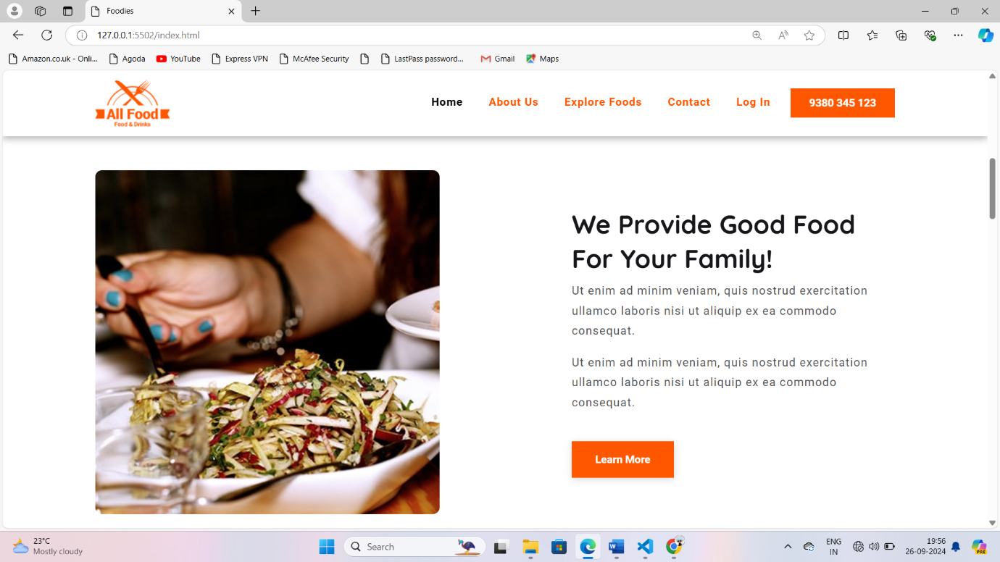 Foodies
127.0.0.1:5502/index.html
Amazon.co.uk - Onli...
Agoda
YouTube
Express VPN
McAfee Security
LastPass password...
Gmail
Maps
All Food
Food & Drinks
Home
About Us
Explore Foods
Contact
Log In
9380 345 123
We Provide Good Food
For Your Family!
Ut enim ad minim veniam, quis nostrud exercitation
ullamco laboris nisi ut aliquip ex ea commodo
consequat.
Ut enim ad minim veniam, quis nostrud exercitation
ullamco laboris nisi ut aliquip ex ea commodo
consequat.
Learn More
23°C
Mostly cloudy
Search
ENG
IN
19:56
26-09-2024
PRE